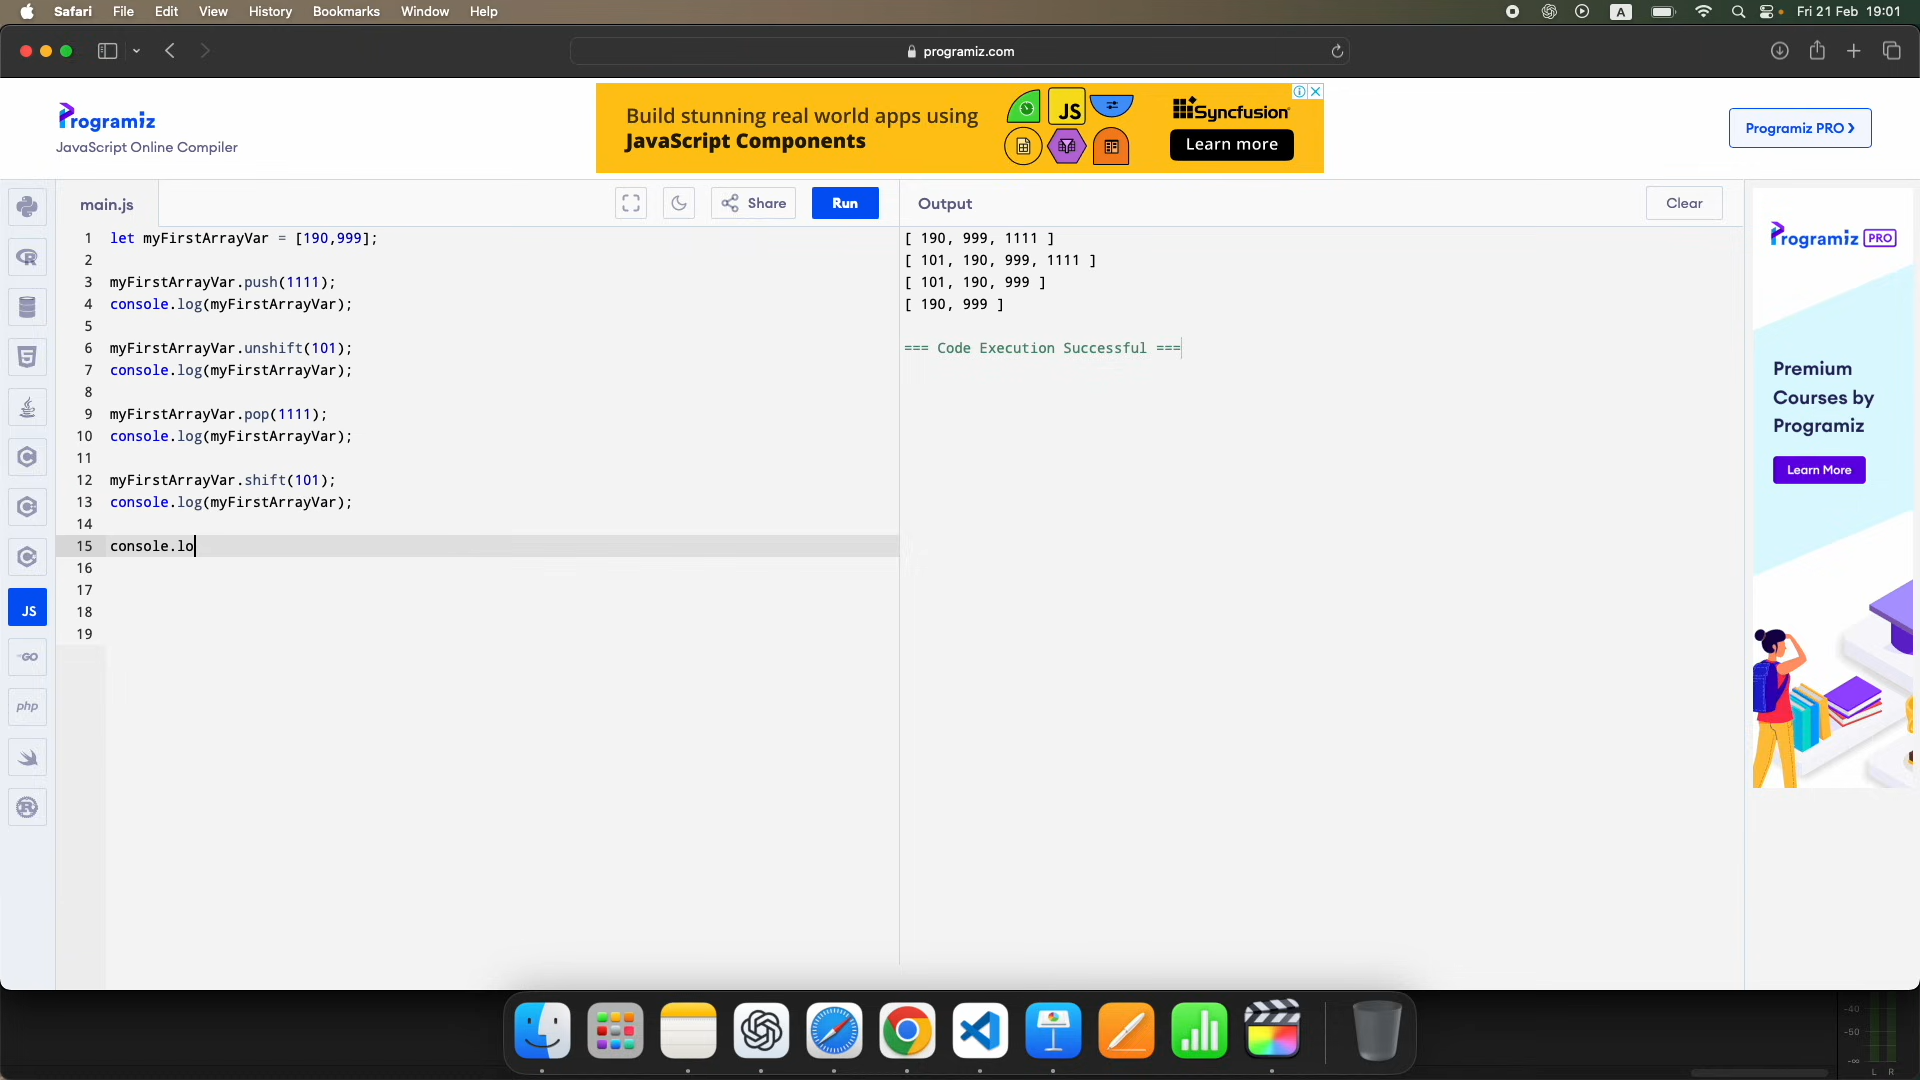 Safari File Edit View History Bookmarks Window Help
A
Fri 21 Feb 19:01
programiz.com
Programiz
JavaScript Online Compiler
Build stunning real world apps using
JavaScript Components
JS
Syncfusion
Learn more
Programiz PRO ❯
main.js
Share
Run
Output
Clear
1 let myFirstArrayVar = [190,999];
2
3 myFirstArrayVar.push(1111);
4 console.log(myFirstArrayVar);
5
6 myFirstArrayVar.unshift(101);
7 console.log(myFirstArrayVar);
8
9 myFirstArrayVar.pop(1111);
10 console.log(myFirstArrayVar);
11
12 myFirstArrayVar.shift(101);
13 console.log(myFirstArrayVar);
14
15 console.lo
16
17
18
19
[ 190, 999, 1111 ]
[ 101, 190, 999, 1111 ]
[ 101, 190, 999 ]
[ 190, 999 ]
=== Code Execution Successful ===
R
5
C
JS
GO
php
Programiz PRO
Premium
Courses by
Programiz
Learn More
-40
-50
-∞
L R